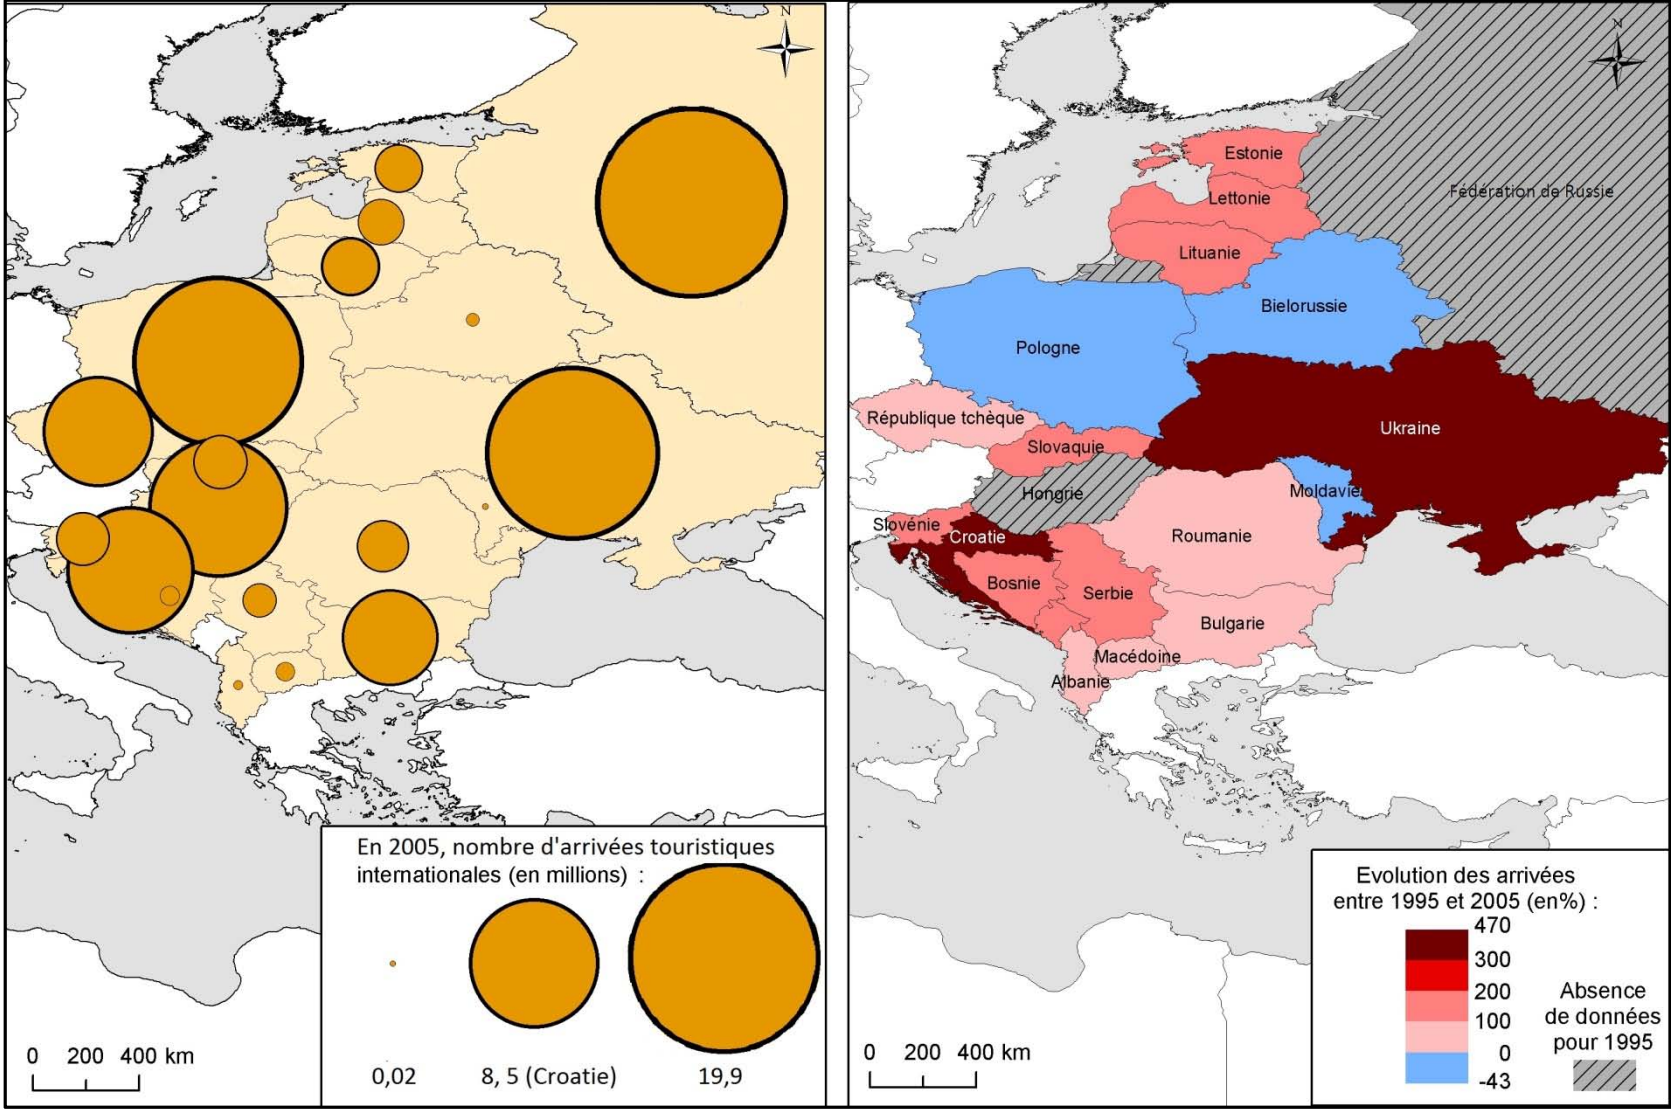 N
En 2005, nombre d'arrivées touristiques
internationales (en millions) :
0,02
8, 5 (Croatie)
19,9
0 200 400 km
N
Estonie
Lettonie
Fédération de Russie
Lituanie
Bielorussie
Pologne
République tchèque
Ukraine
Slovaquie
Hongrie
Moldavie
Slovénie
Croatie
Roumanie
Bosnie
Serbie
Bulgarie
Macédoine
Albanie
Evolution des arrivées
entre 1995 et 2005 (en%) :
470
300
200
100
0
-43
Absence
de données
pour 1995
0 200 400 km